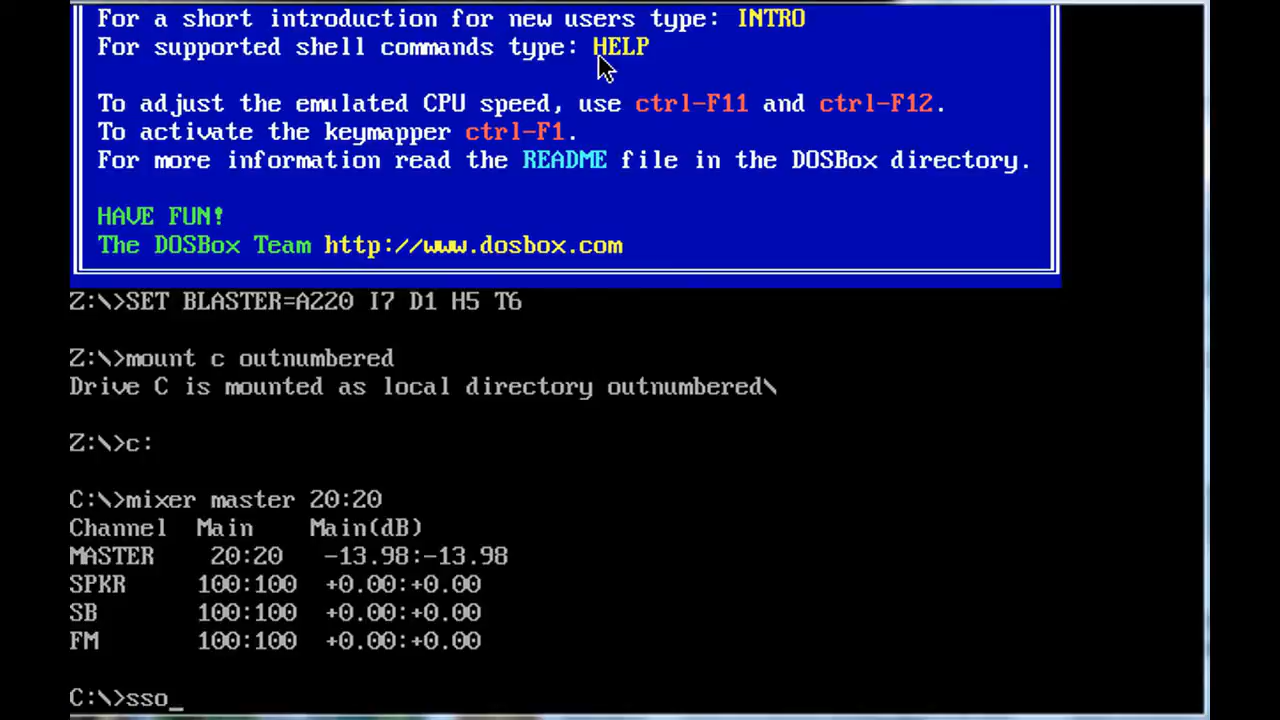 For a short introduction for new users type: INTRO
For supported shell commands type: HELP
To adjust the emulated CPU speed, use ctrl-F11 and ctrl-F12.
To activate the keymapper ctrl-F1.
For more information read the README file in the DOSBox directory.
HAVE FUN!
The DOSBox Team http://www.dosbox.com
Z:\>SET BLASTER=A220 I7 D1 H5 T6
Z:\>mount c outnumbered
Drive C is mounted as local directory outnumbered\
Z:\>c:
C:\>mixer master 20:20
Channel Main Main(dB)
MASTER 20:20 -13.98:-13.98
SPKR 100:100 +0.00:+0.00
SB 100:100 +0.00:+0.00
FM 100:100 +0.00:+0.00
C:\>sso_